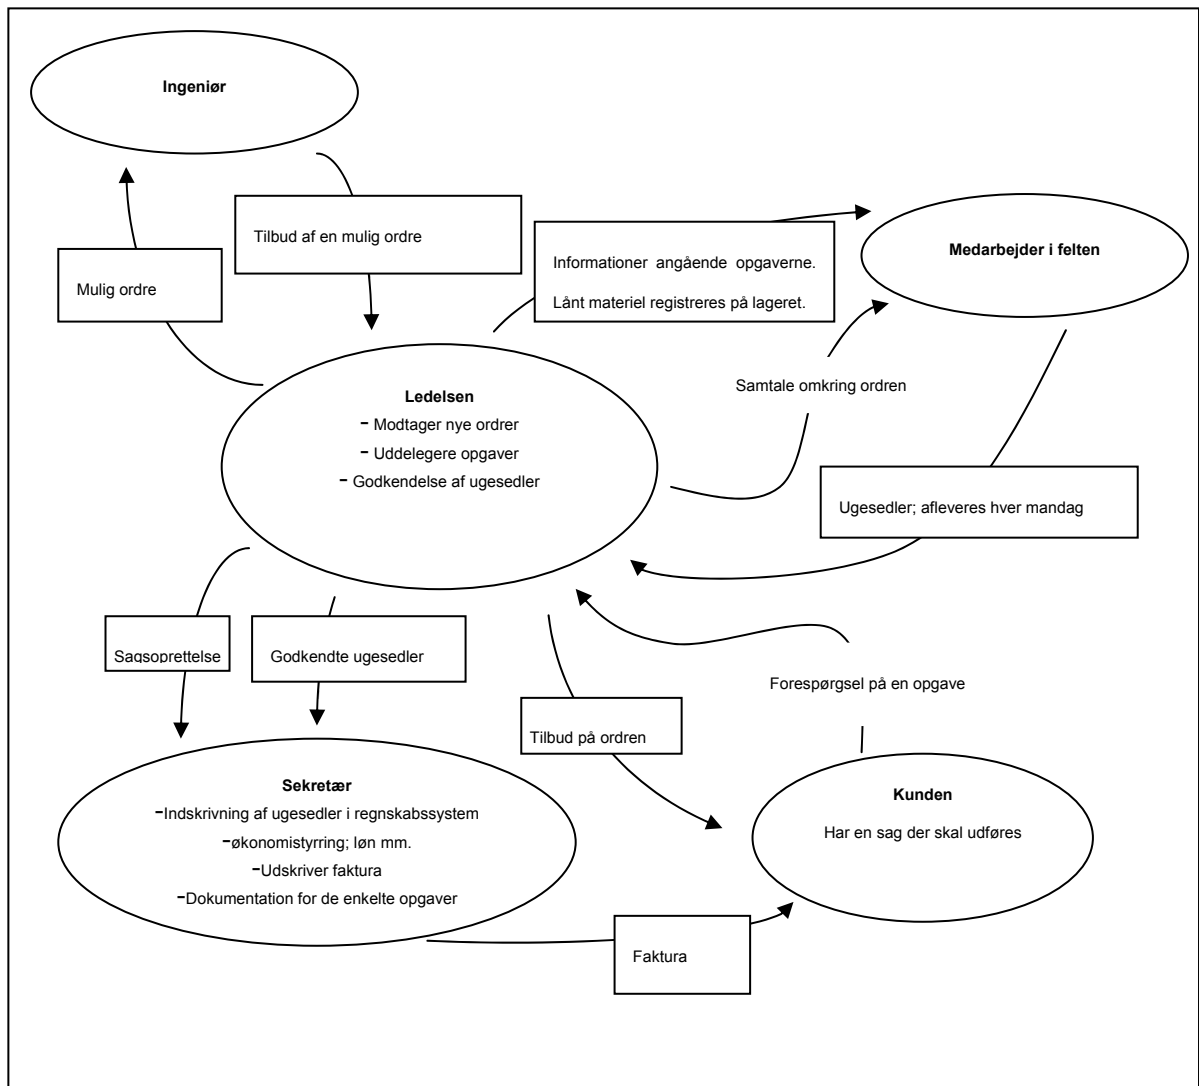 Ingeniør
Tilbud af en mulig ordre
Mulig ordre
Informationer angående opgaverne.
Lånt materiel registreres på lageret.
Medarbejder i felten
Samtale omkring ordren
Ledelsen
- Modtager nye ordrer
- Uddelegere opgaver
- Godkendelse af ugesedler
Ugesedler; afleveres hver mandag
Sagsoprettelse
Godkendte ugesedler
Forespørgsel på en opgave
Tilbud på ordren
Sekretær
-Indskrivning af ugesedler i regnskabssystem
-økonomistyrring; løn mm.
-Udskriver faktura
-Dokumentation for de enkelte opgaver
Kunden
Har en sag der skal udføres
Faktura